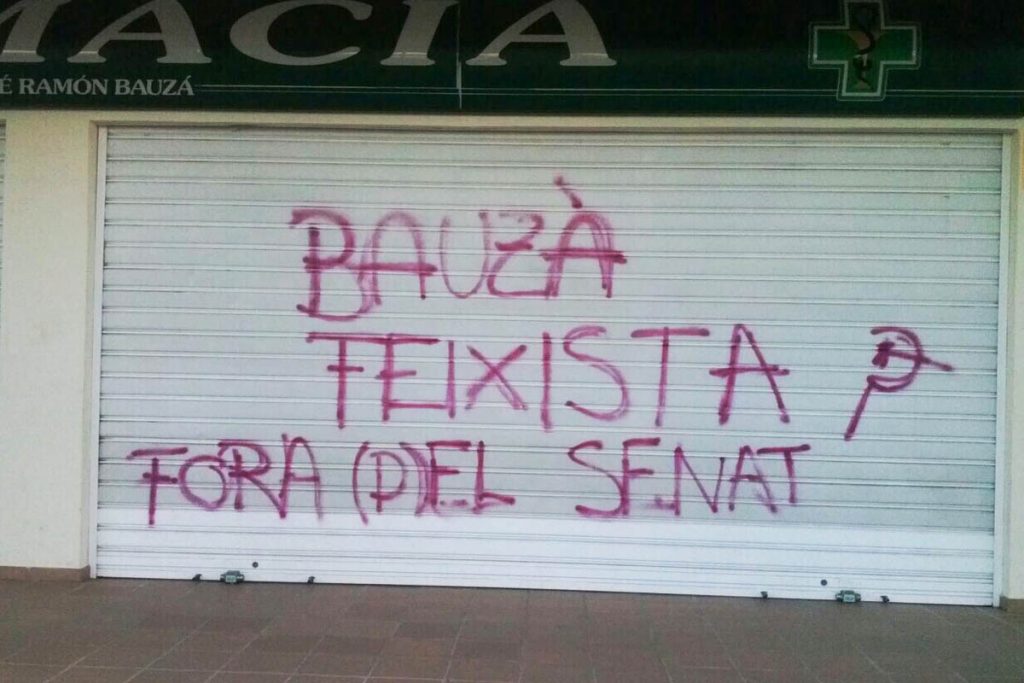 MACIA
É RAMÓN BAUZÁ
BAUZÀ
FEIXISTA
FORA (D)EL SENAT